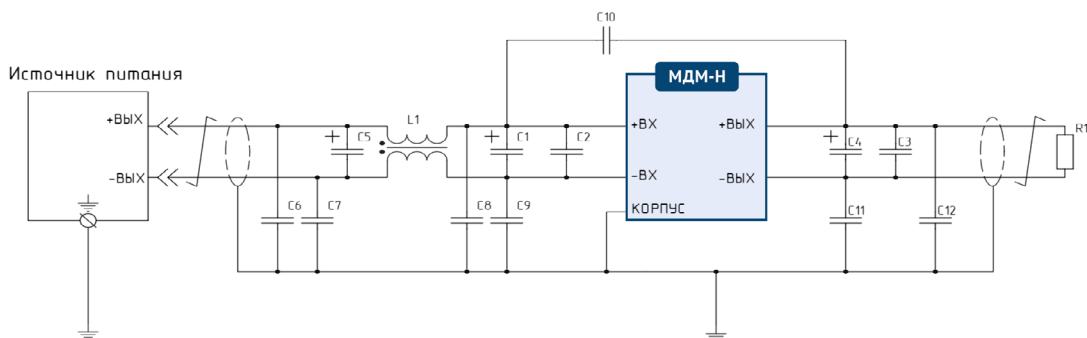 C10
Источник питания
МДМ-Н
+ВЫХ
L1
+
C5
+
C1
C2
+ВХ
+ВЫХ
+
C4
C3
R1
-ВЫХ
-ВХ
-ВЫХ
КОРПУС
C6
C7
C8
C9
C11
C12